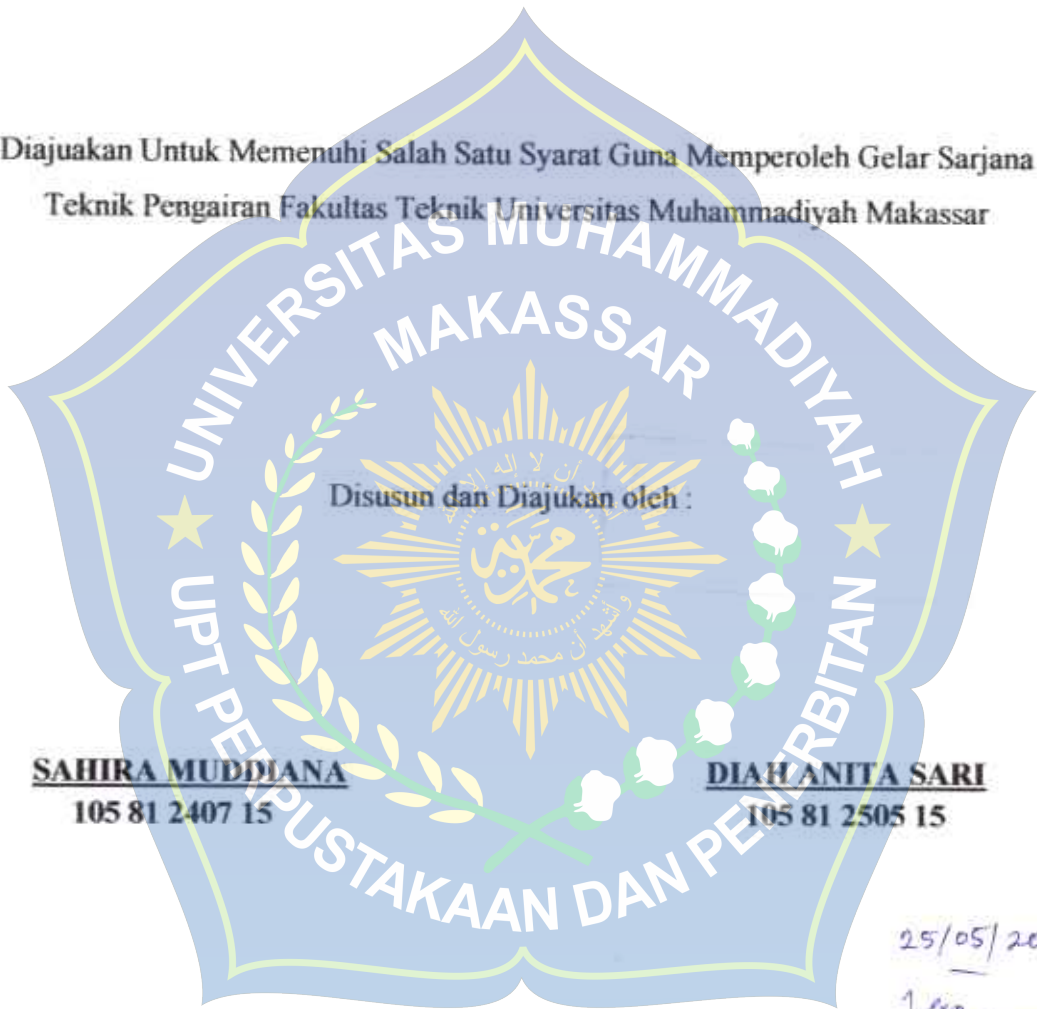 Diajuakan Untuk Memenuhi Salah Satu Syarat Guna Memperoleh Gelar Sarjana
Teknik Pengairan Fakultas Teknik Universitas Muhammadiyah Makassar
UNIVERSITAS MUHAMMADIYAH
MAKASSAR
Disusun dan Diajukan oleh :
SAHIRA MUDDIANA
105 81 2407 15
DIAH ANITA SARI
105 81 2505 15
UPT PERPUSTAKAAN DAN PENERBITAN
25/05/20